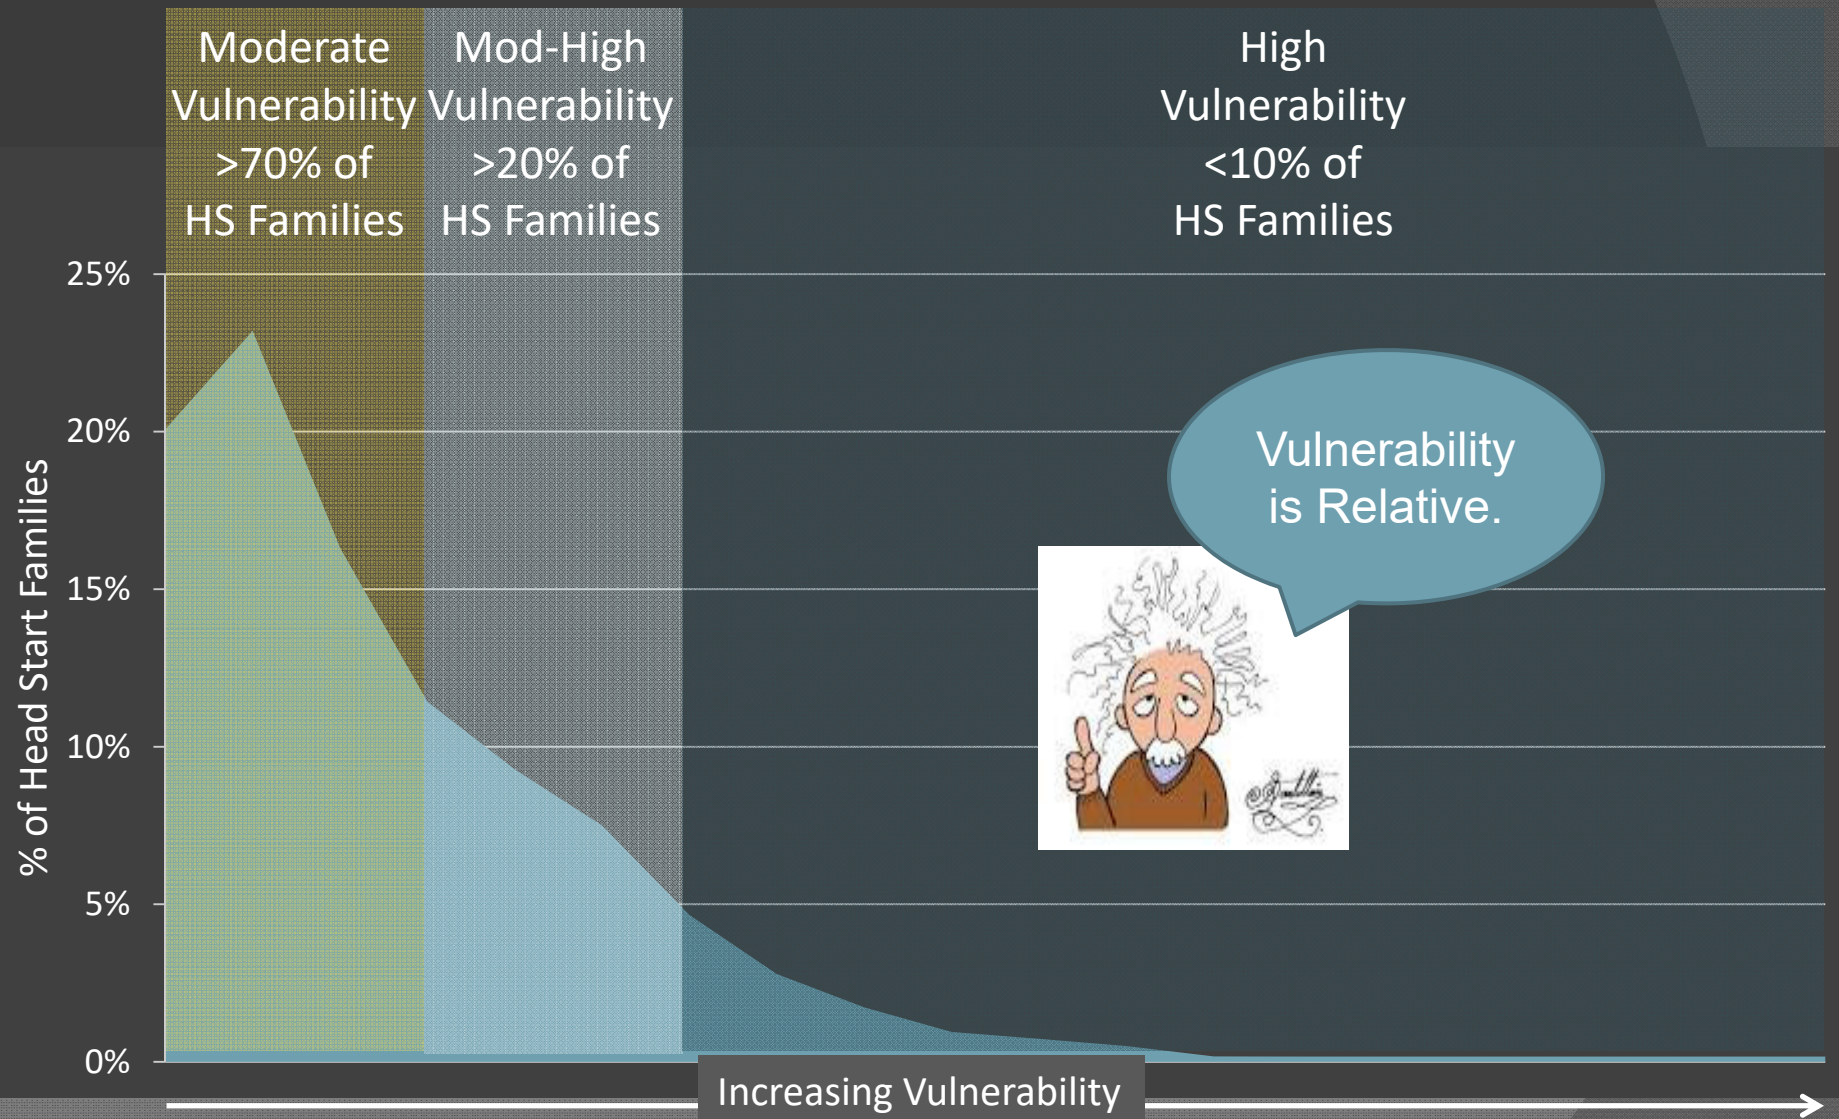 Moderate
Vulnerability
>70% of
HS Families
Mod-High
Vulnerability
>20% of
HS Families
High
Vulnerability
<10% of
HS Families
25%
20%
15%
10%
5%
0%
% of Head Start Families
Vulnerability
is Relative.
Increasing Vulnerability